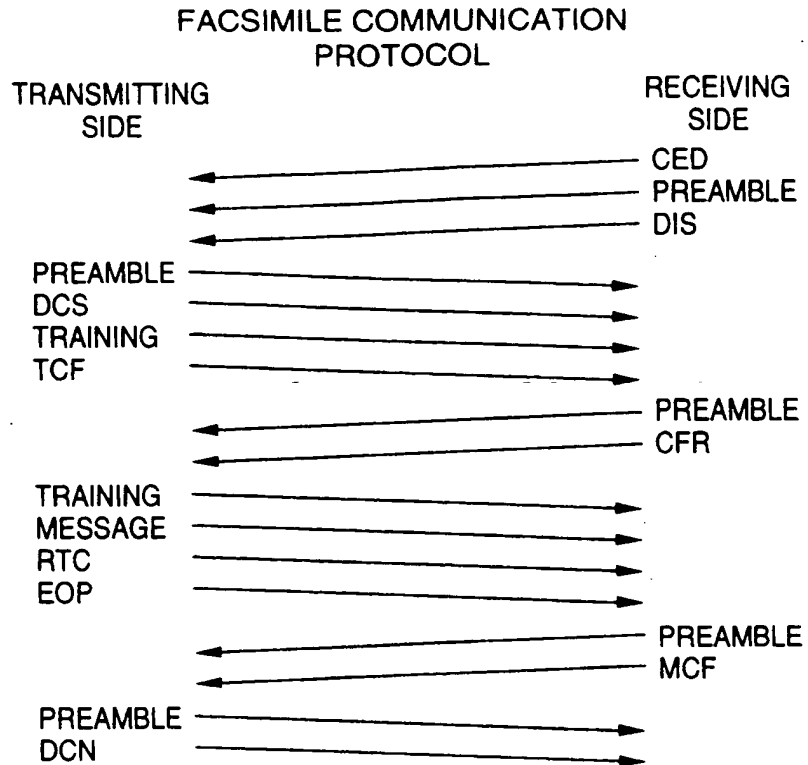 FACSIMILE COMMUNICATION
PROTOCOL
TRANSMITTING
SIDE
RECEIVING
SIDE
CED
PREAMBLE
DIS
PREAMBLE
DCS
TRAINING
TCF
PREAMBLE
CFR
TRAINING
MESSAGE
RTC
EOP
PREAMBLE
MCF
PREAMBLE
DCN